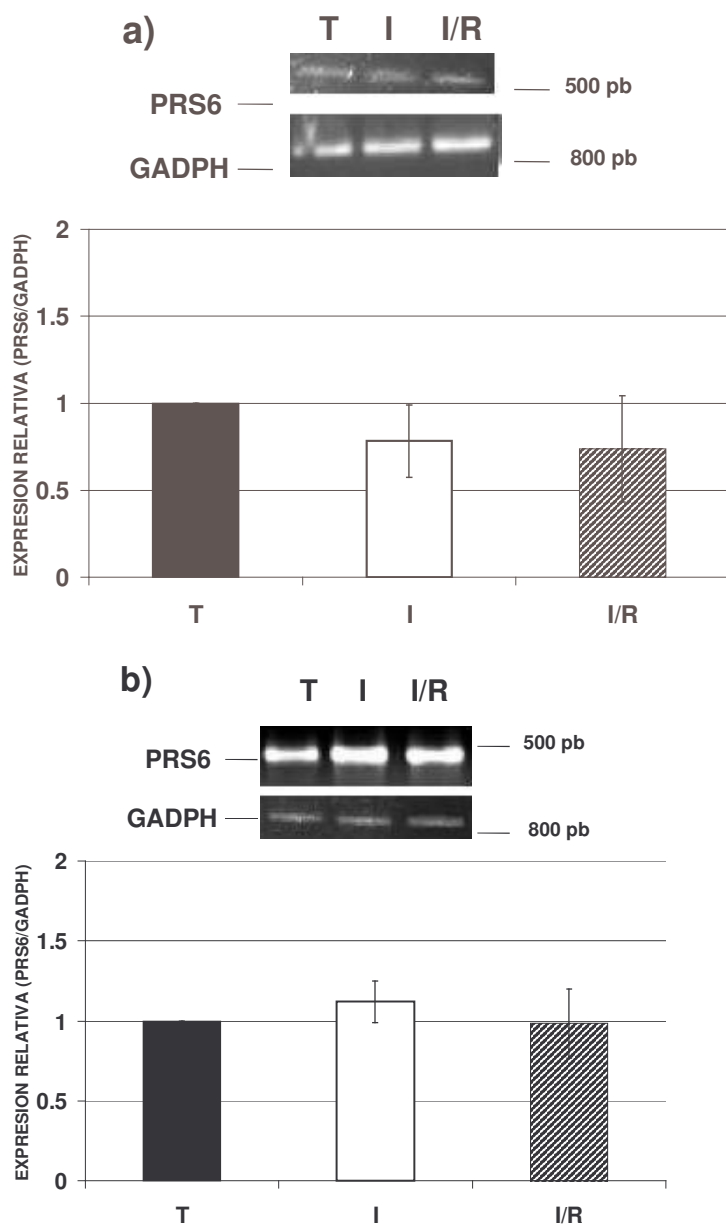 a)
T I I/R
500 pb
PRS6
800 pb
GADPH
EXPRESION RELATIVA (PRS6/GADPH)
2
1.5
1
0.5
0
T I I/R
b)
T I I/R
500 pb
PRS6
GADPH
800 pb
EXPRESION RELATIVA (PRS6/GADPH)
2
1.5
1
0.5
0
T I I/R